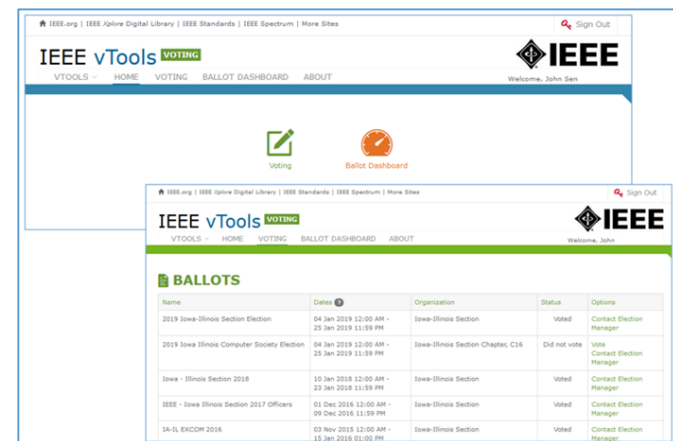 IEEE.org | IEEE Xplore Digital Library | IEEE Standards | IEEE Spectrum | More Sites
Sign Out
IEEE vTools VOTING
IEEE
VTOOLS HOME VOTING BALLOT DASHBOARD ABOUT
Welcome, John Sen
Voting
Ballot Dashboard
IEEE.org | IEEE Xplore Digital Library | IEEE Standards | IEEE Spectrum | More Sites
Sign Out
IEEE vTools VOTING
IEEE
VTOOLS HOME VOTING BALLOT DASHBOARD ABOUT
Welcome, John
BALLOTS
Name Dates ? Organization Status Options
2019 Iowa-Illinois Section Election 04 Jan 2019 12:00 AM - Iowa-Illinois Section Voted Contact Election
25 Jan 2019 11:59 PM Manager
2019 Iowa Illinois Computer Society Election 04 Jan 2019 12:00 AM - Iowa-Illinois Section Chapter, C16 Did not vote Vote
25 Jan 2019 11:59 PM Contact Election
Manager
Iowa - Illinois Section 2018 10 Jan 2018 12:00 AM - Iowa-Illinois Section Voted Contact Election
23 Jan 2018 11:59 PM Manager
IEEE - Iowa Illinois Section 2017 Officers 01 Dec 2016 12:00 AM - Iowa-Illinois Section Voted Contact Election
09 Dec 2016 11:59 PM Manager
IA-IL EXCOM 2016 03 Nov 2015 12:00 AM - Iowa-Illinois Section Voted Contact Election
15 Jan 2016 01:00 PM Manager